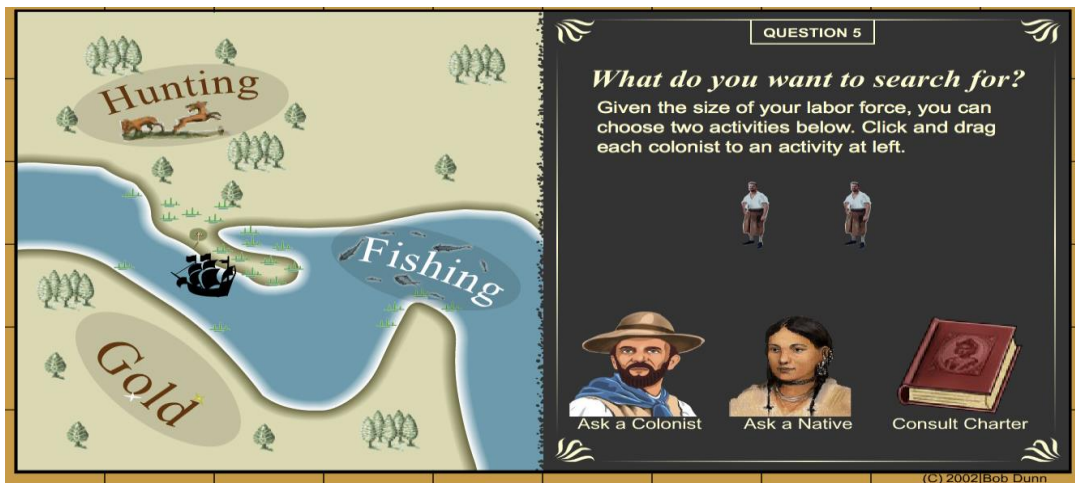 Hunting
Fishing
Gold
QUESTION 5
What do you want to search for?
Given the size of your labor force, you can
choose two activities below. Click and drag
each colonist to an activity at left.
Ask a Colonist
Ask a Native
Consult Charter
(C) 2002 Bob Dunn